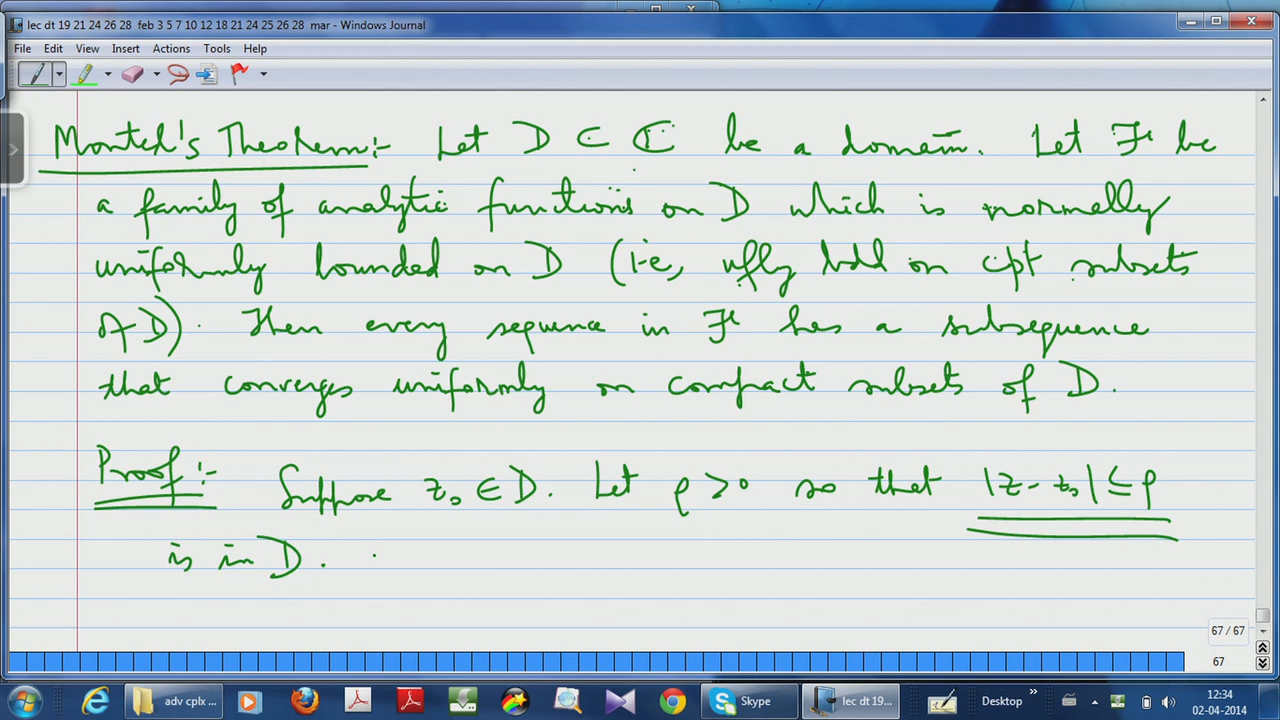 lec dt 19 21 24 26 28 feb 3 5 7 10 12 18 21 24 25 26 28 mar - Windows Journal
File Edit View Insert Actions Tools Help
Montel's Theorem:- Let D ⊂ ℂ be a domain. Let ℱ be
a family of analytic functions on D which is normally
uniformly bounded on D (i.e, ufly bdd on cpt subsets
of D). Then every sequence in ℱ has a subsequence
that converges uniformly on compact subsets of D.
Proof:- Suppose z₀ ∈ D. Let ρ > 0 so that |z - z₀| ≤ ρ
is in D.
67 / 67
67
adv cplx ... Skype lec dt 19... Desktop »
12:34
02-04-2014